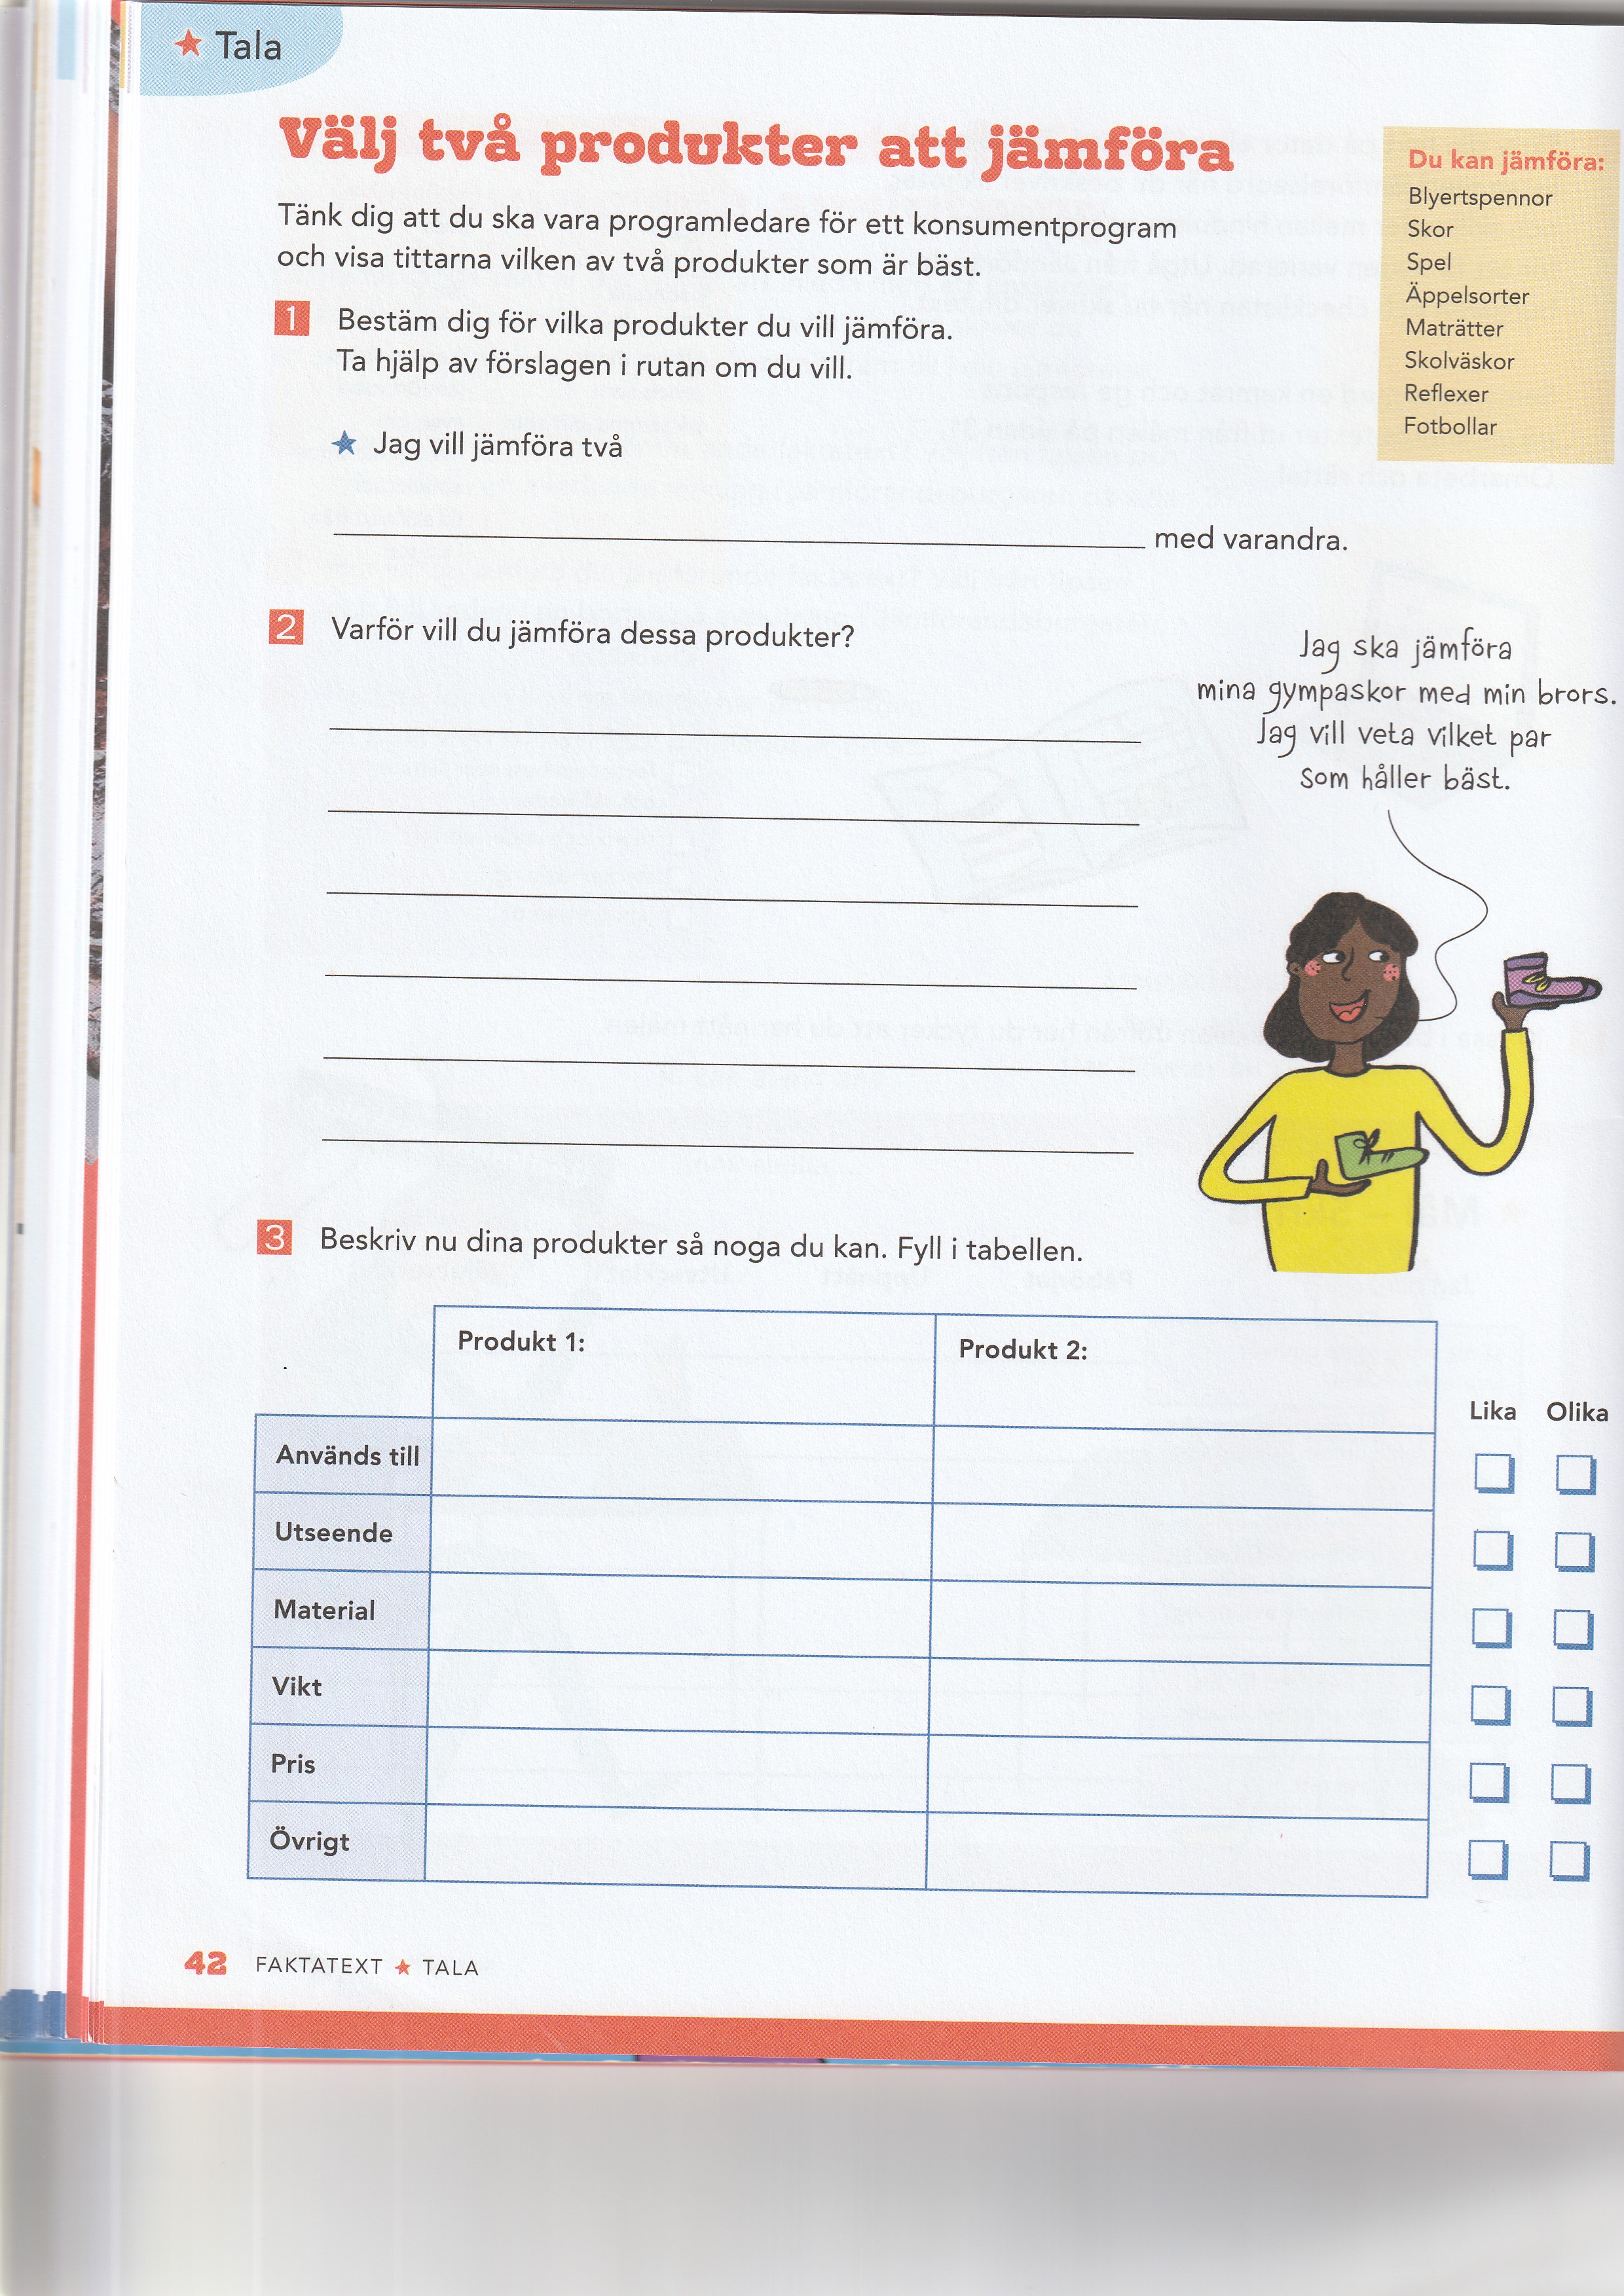 Tala
Välj två produkter att jämföra
Tänk dig att du ska vara programledare för ett konsumentprogram
och visa tittarna vilken av två produkter som är bäst.
Du kan jämföra:
Blyertspennor
Skor
Spel
Äppelsorter
Maträtter
Skolväskor
Reflexer
Fotbollar
1 Bestäm dig för vilka produkter du vill jämföra.
Ta hjälp av förslagen i rutan om du vill.
Jag vill jämföra två
med varandra.
2 Varför vill du jämföra dessa produkter?
Jag ska jämföra
mina gympaskor med min brors.
Jag vill veta vilket par
som håller bäst.
3 Beskriv nu dina produkter så noga du kan. Fyll i tabellen.
Produkt 1: Produkt 2:
Lika Olika
Används till
Utseende
Material
Vikt
Pris
Övrigt
42 FAKTATEXT TALA